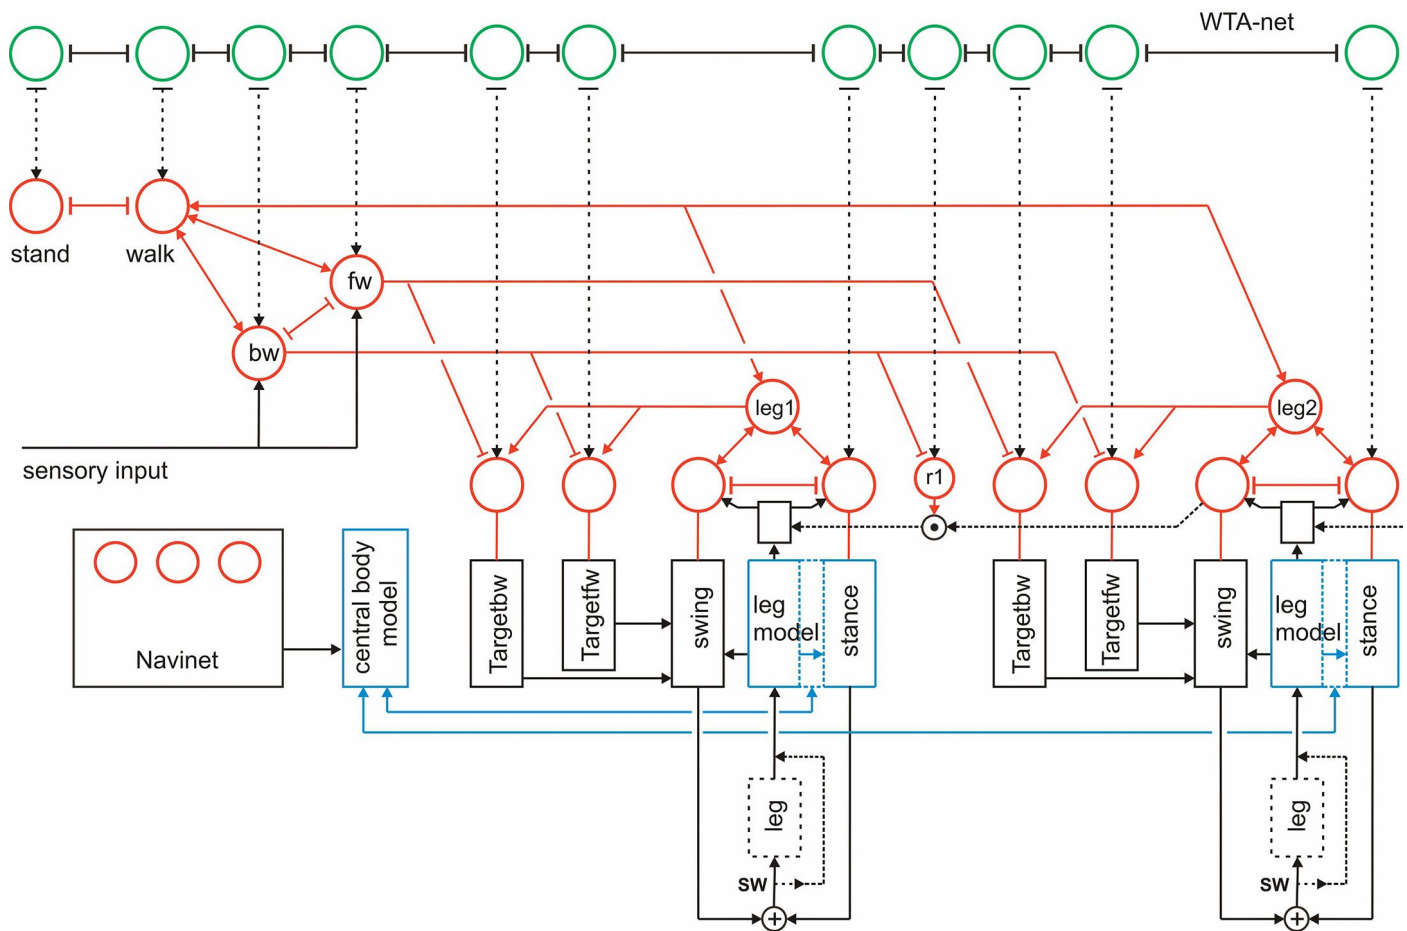 WTA-net
stand
walk
fw
bw
leg1
leg2
sensory input
r1
Navinet
central body
model
Targetbw
Targetfw
swing
leg
model
stance
Targetbw
Targetfw
swing
leg
model
stance
leg
sw
+
leg
sw
+